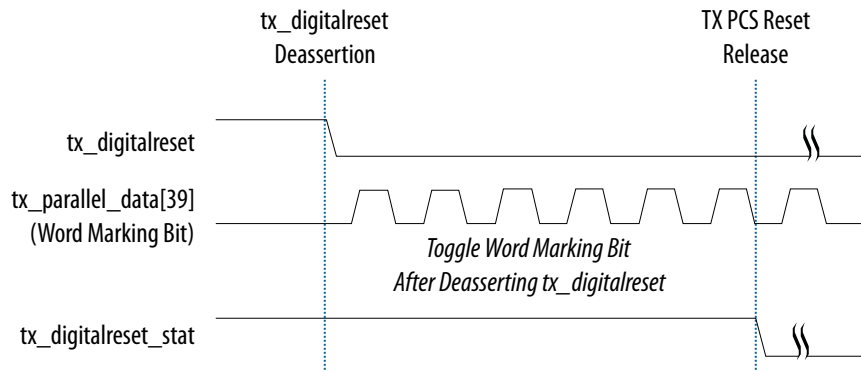 tx_digitalreset
Deassertion
TX PCS Reset
Release
tx_digitalreset
tx_parallel_data[39]
(Word Marking Bit)
Toggle Word Marking Bit
After Deasserting tx_digitalreset
tx_digitalreset_stat